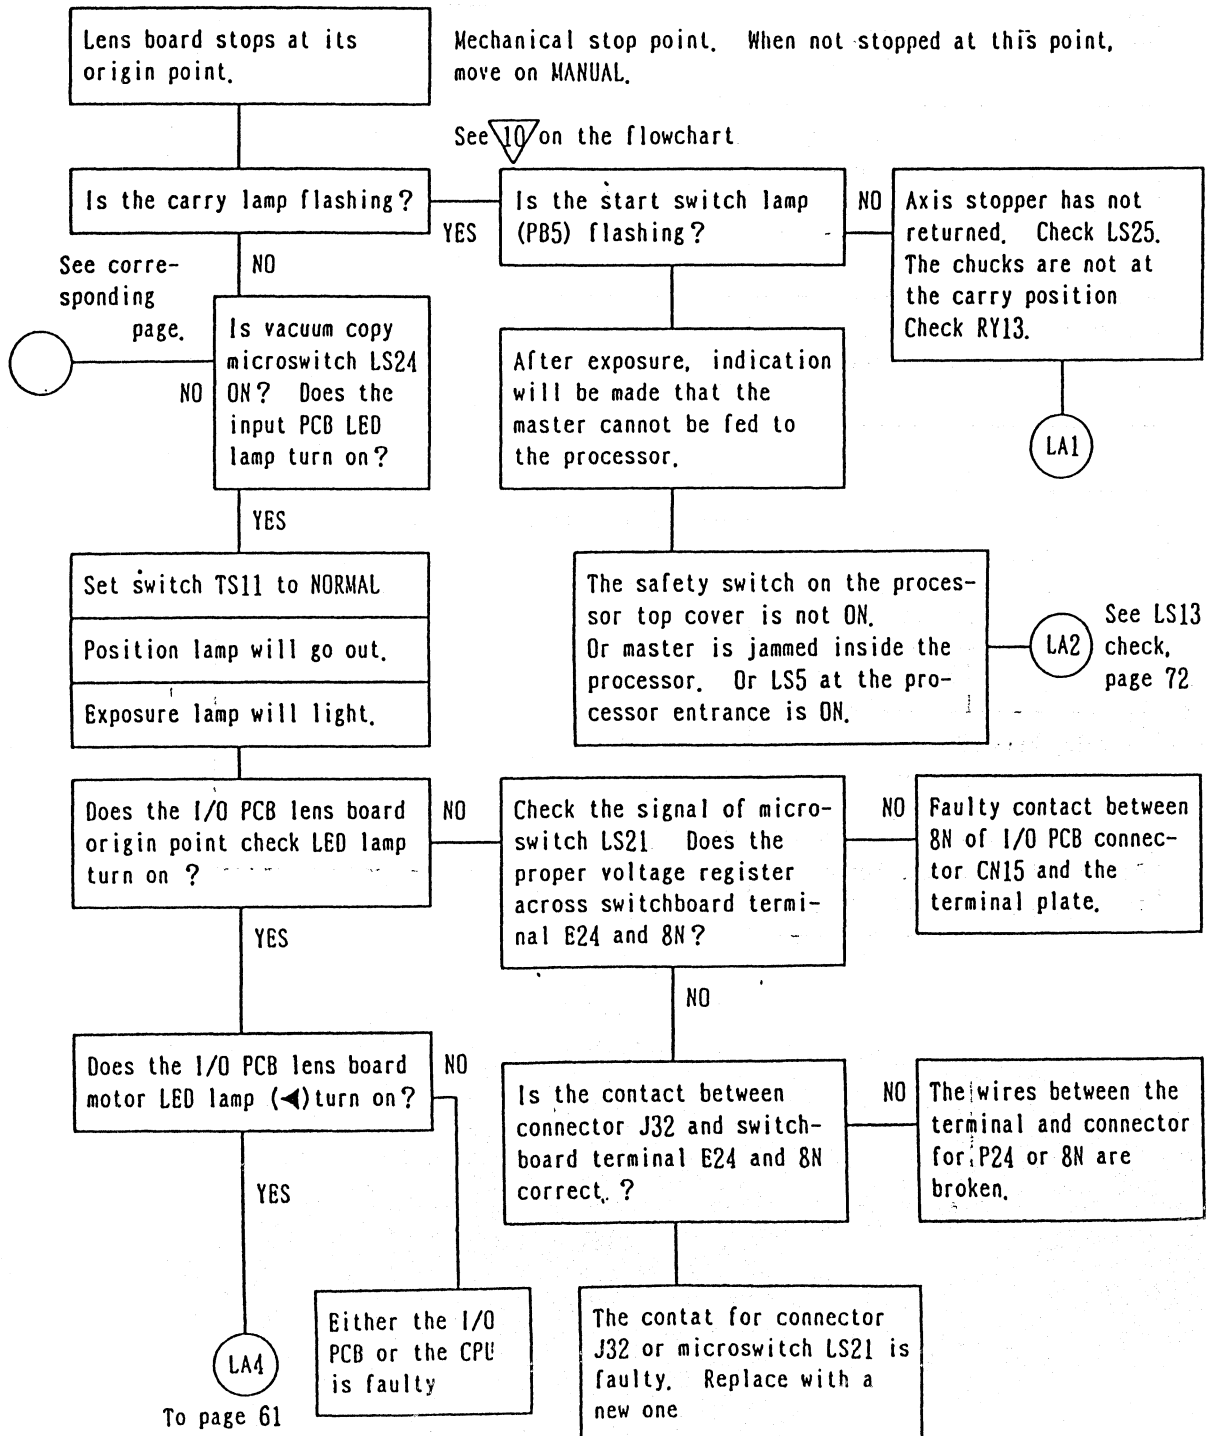 Lens board stops at its
origin point.
Mechanical stop point. When not stopped at this point,
move on MANUAL.
See 10 on the flowchart
Is the carry lamp flashing?
YES
Is the start switch lamp
(PB5) flashing?
NO
Axis stopper has not
returned. Check LS25.
The chucks are not at
the carry position
Check RY13.
LA1
See corre-
sponding
page.
NO
Is vacuum copy
microswitch LS24
ON? Does the
input PCB LED
lamp turn on?
NO
YES
After exposure, indication
will be made that the
master cannot be fed to
the processor.
Set switch TS11 to NORMAL
Position lamp will go out.
Exposure lamp will light.
The safety switch on the proces-
sor top cover is not ON.
Or master is jammed inside the
processor. Or LS5 at the pro-
cessor entrance is ON.
LA2
See LS13
check,
page 72
Does the I/O PCB lens board
origin point check LED lamp
turn on ?
NO
YES
Check the signal of micro-
switch LS21 Does the
proper voltage register
across switchboard termi-
nal E24 and 8N?
NO
Faulty contact between
8N of I/O PCB connec-
tor CN15 and the
terminal plate.
NO
Does the I/O PCB lens board
motor LED lamp (◀) turn on?
NO
YES
Is the contact between
connector J32 and switch-
board terminal E24 and 8N
correct. ?
NO
The wires between the
terminal and connector
for P24 or 8N are
broken.
LA4
To page 61
Either the I/O
PCB or the CPU
is faulty
The contat for connector
J32 or microswitch LS21 is
faulty. Replace with a
new one